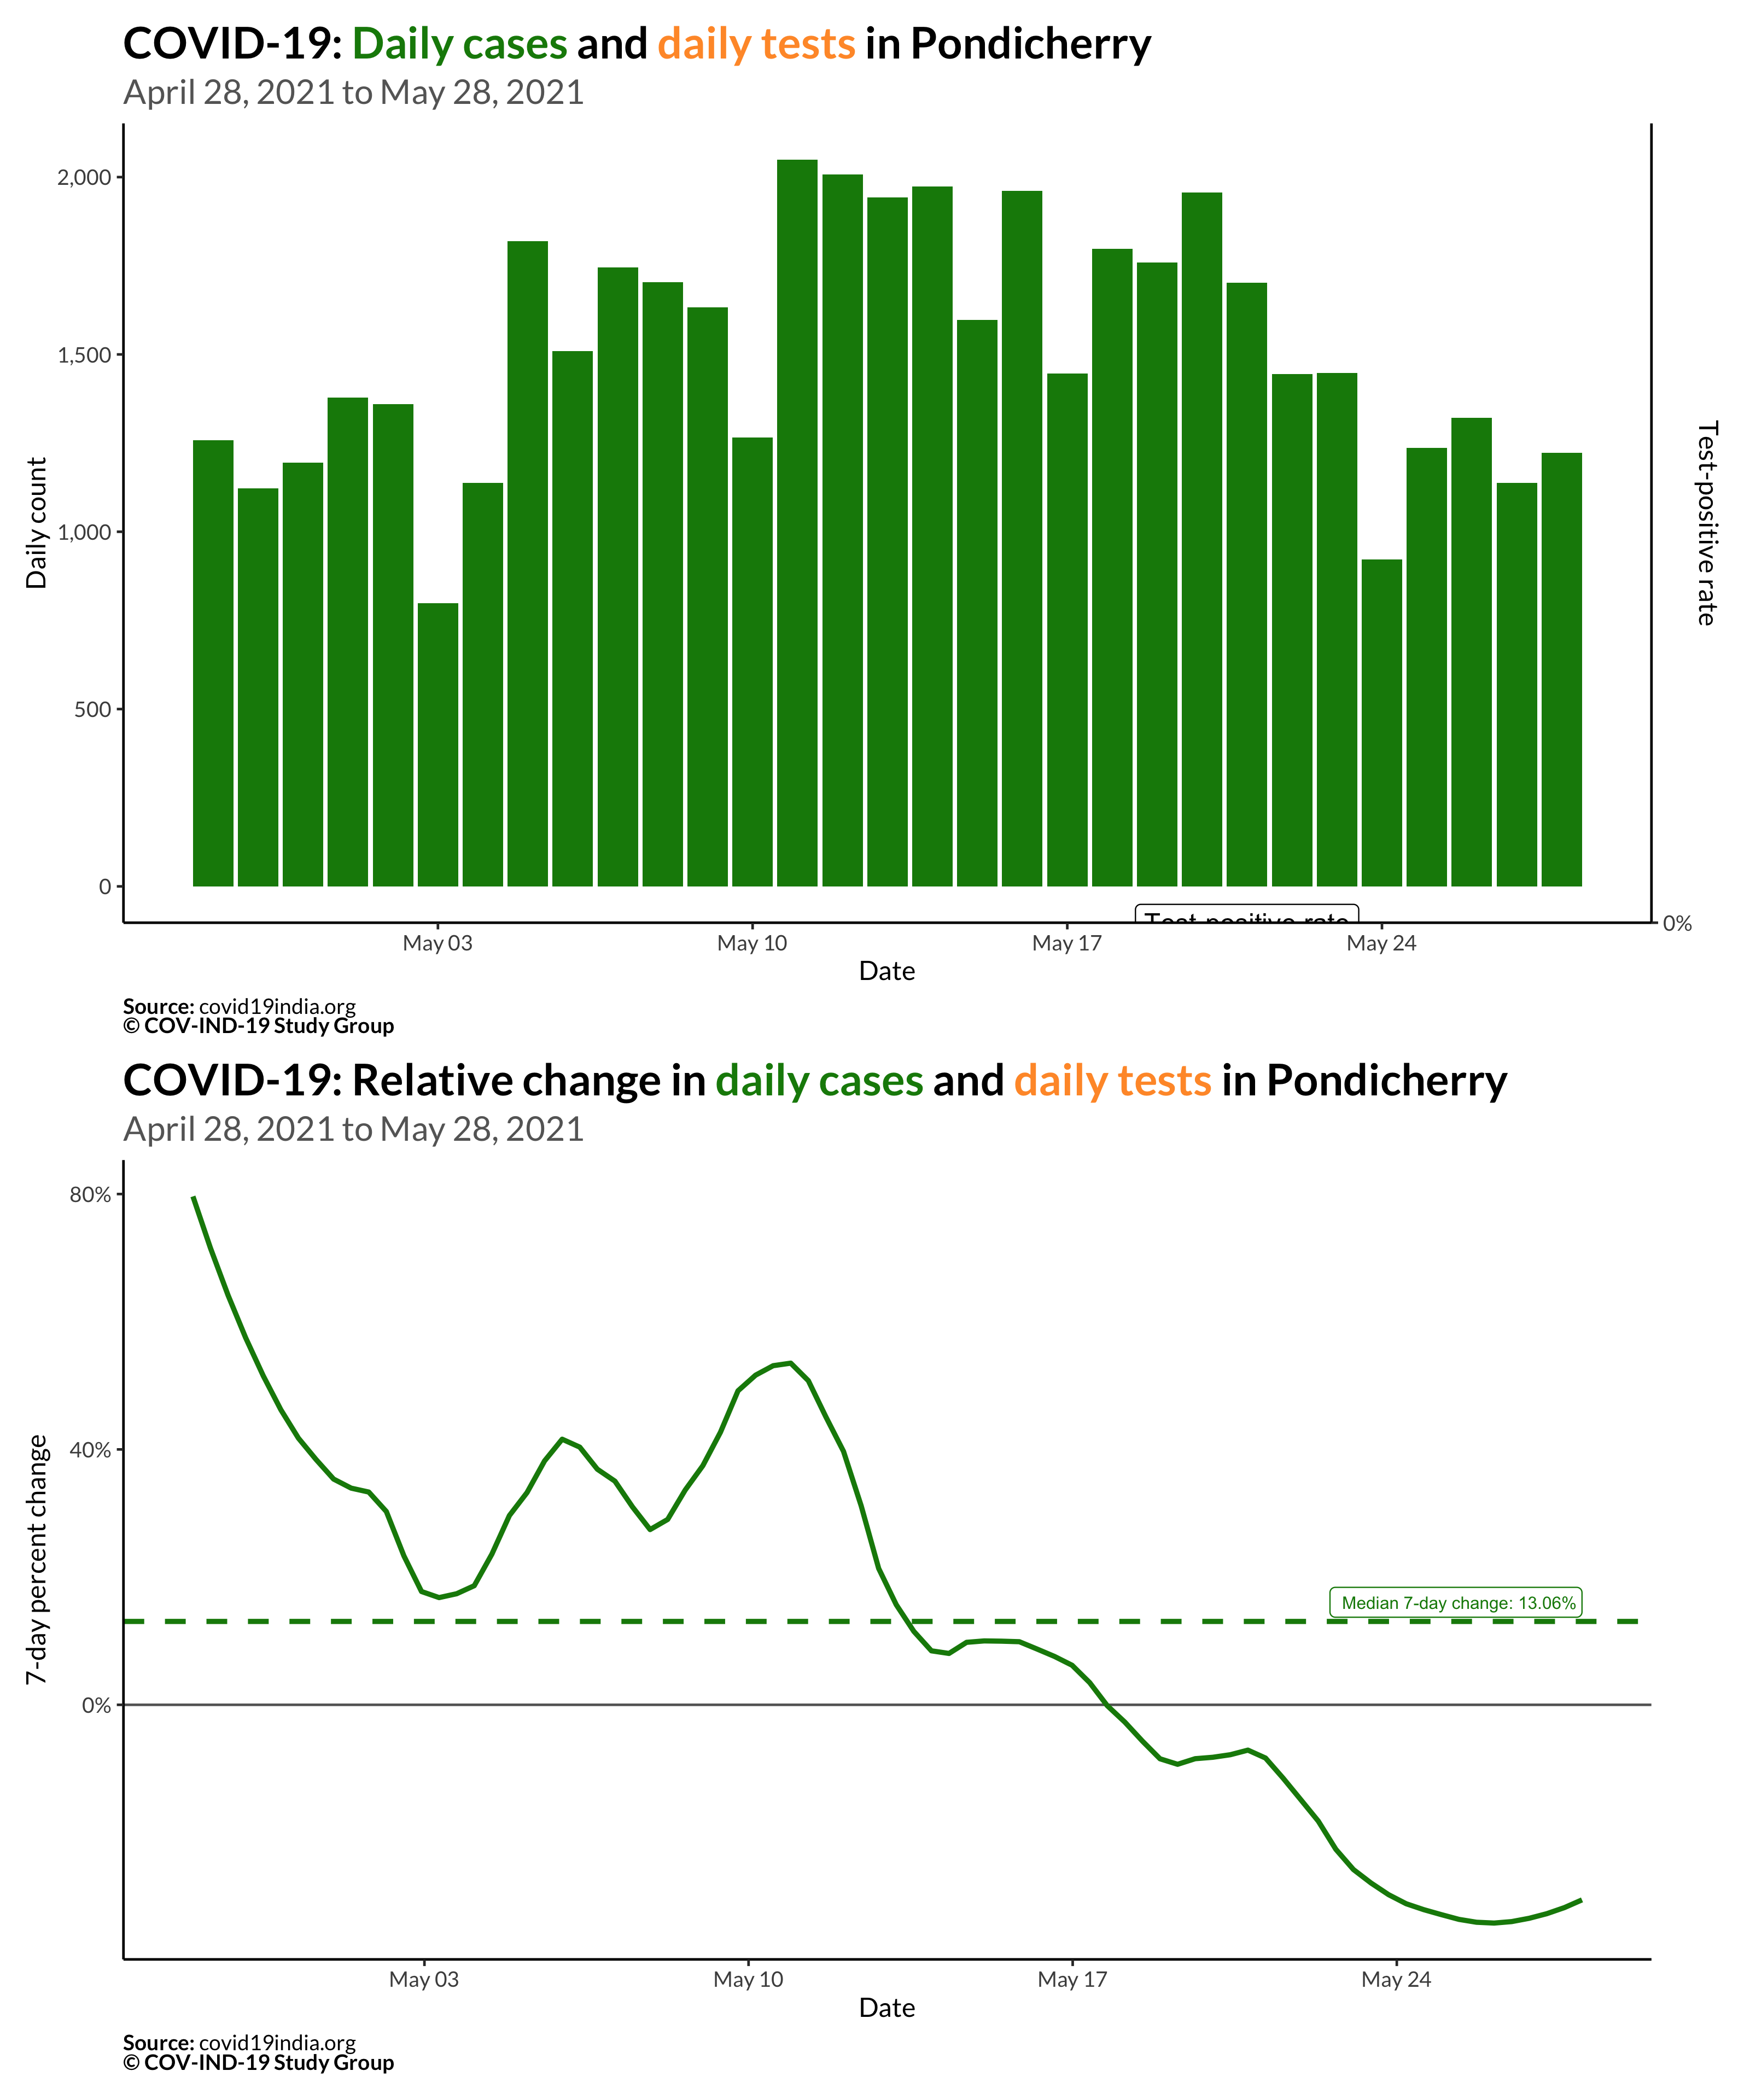 COVID-19: Daily cases and daily tests in Pondicherry
April 28, 2021 to May 28, 2021
2,000
1,500
1,000
500
0
Daily count
Test-positive rate
0%
Test-positive rate
May 03
May 10
May 17
May 24
Date
Source: covid19india.org
© COV-IND-19 Study Group
COVID-19: Relative change in daily cases and daily tests in Pondicherry
April 28, 2021 to May 28, 2021
80%
40%
0%
7-day percent change
Median 7-day change: 13.06%
May 03
May 10
May 17
May 24
Date
Source: covid19india.org
© COV-IND-19 Study Group